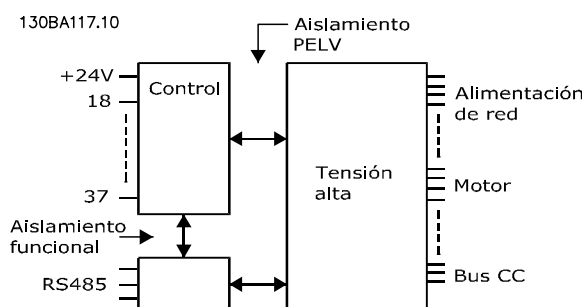 130BA117.10
Aislamiento
PELV
+24V
18
37
Control
Tensión
alta
Alimentación
de red
Motor
Bus CC
Aislamiento
funcional
RS485